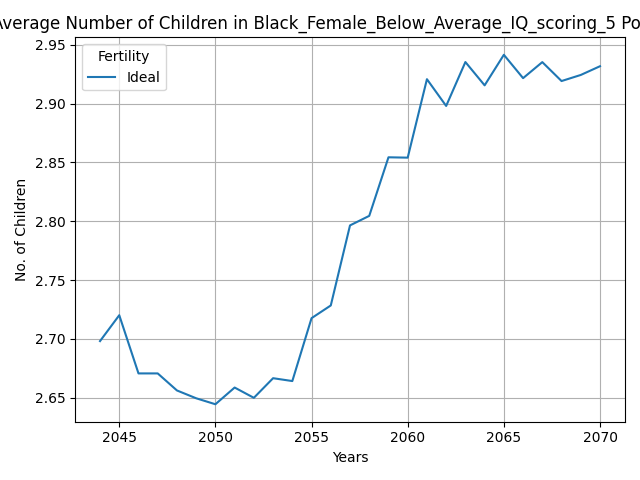 Average Number of Children in Black_Female_Below_Average_IQ_scoring_5 Po
Fertility
Ideal
2.95
2.90
2.85
2.80
2.75
2.70
2.65
No. of Children
2045 2050 2055 2060 2065 2070
Years